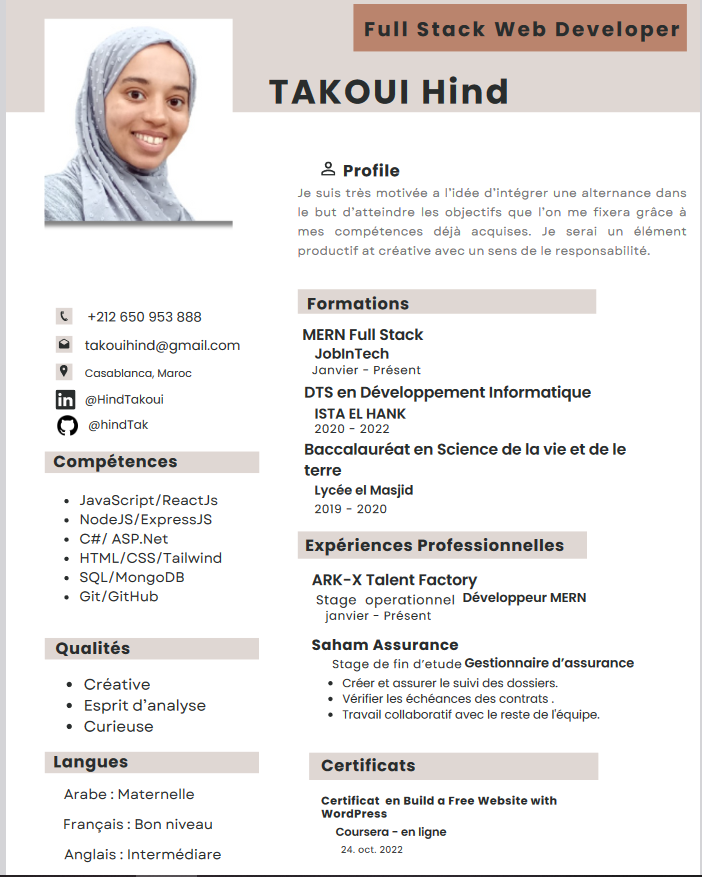 Full Stack Web Developer
TAKOUI Hind
Profile
Je suis très motivée a l'idée d'intégrer une alternance dans
le but d'atteindre les objectifs que l'on me fixera grâce à
mes compétences déjà acquises. Je serai un élément
productif at créative avec un sens de le responsabilité.
+212 650 953 888
takouihind@gmail.com
Casablanca, Maroc
in @HindTakoui
@hindTak
Compétences
• JavaScript/ReactJs
• NodeJS/ExpressJS
• C#/ ASP.Net
• HTML/CSS/Tailwind
• SQL/MongoDB
• Git/GitHub
Qualités
• Créative
• Esprit d'analyse
• Curieuse
Langues
Arabe : Maternelle
Français : Bon niveau
Anglais : Intermédiare
Formations
MERN Full Stack
JobInTech
Janvier - Présent
DTS en Développement Informatique
ISTA EL HANK
2020 - 2022
Baccalauréat en Science de la vie et de le
terre
Lycée el Masjid
2019 - 2020
Expériences Professionnelles
ARK-X Talent Factory
Stage operationnel Développeur MERN
janvier - Présent
Saham Assurance
Stage de fin d'etude Gestionnaire d'assurance
• Créer et assurer le suivi des dossiers.
• Vérifier les échéances des contrats .
• Travail collaboratif avec le reste de l'équipe.
Certificats
Certificat en Build a Free Website with
WordPress
Coursera - en ligne
24. oct. 2022